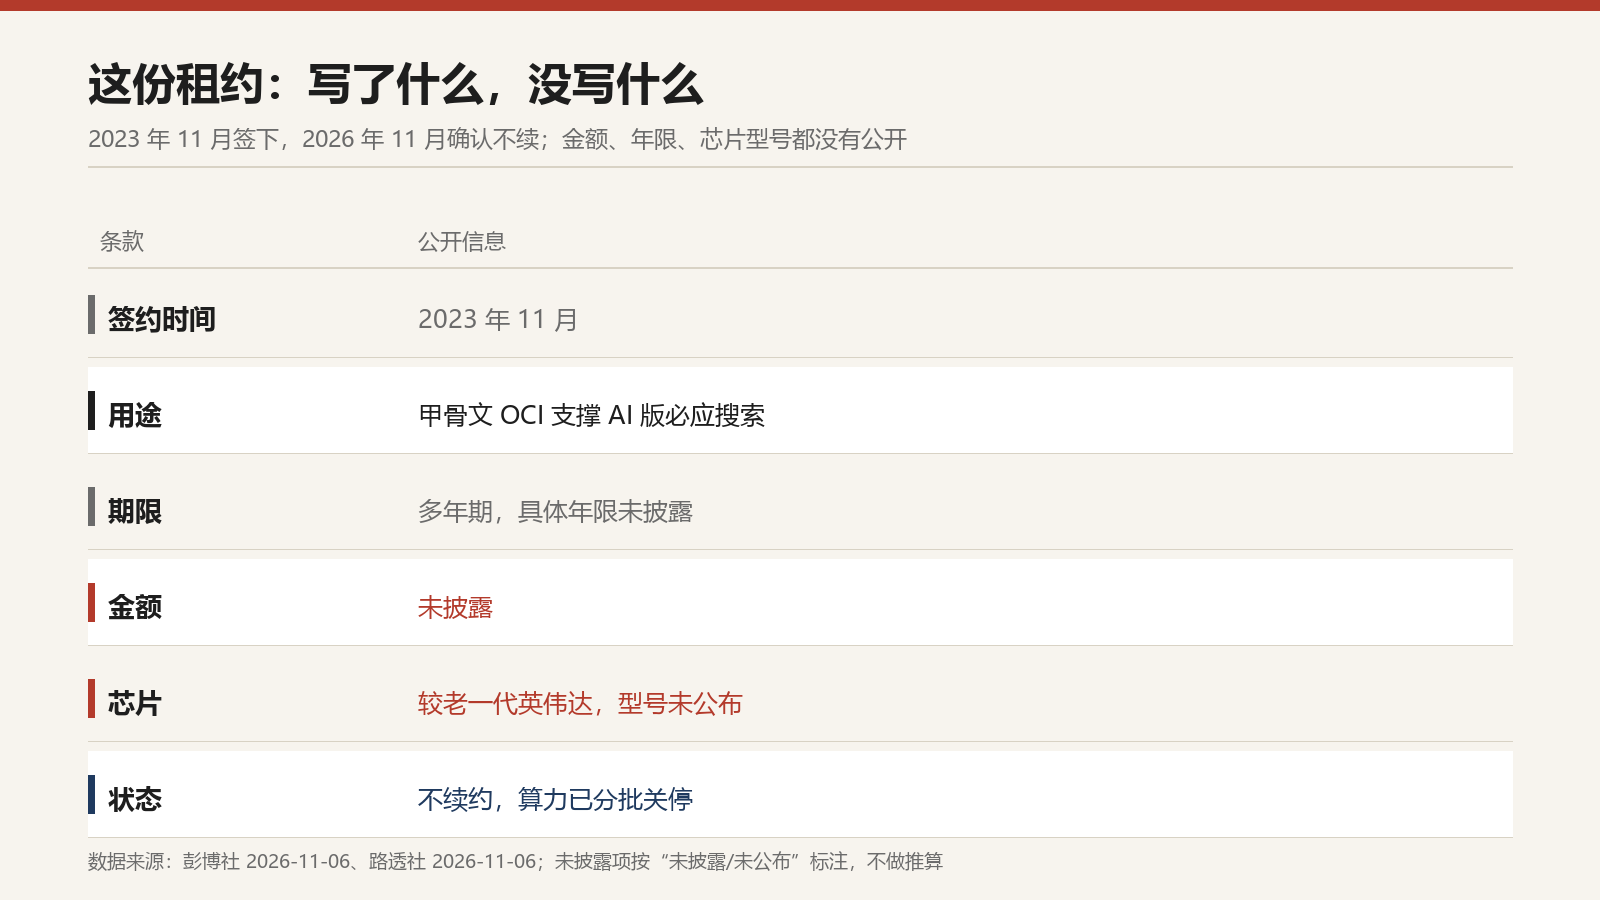 这份租约：写了什么，没写什么
2023 年 11 月签下，2026 年 11 月确认不续；金额、年限、芯片型号都没有公开
条款 公开信息
签约时间 2023 年 11 月
用途 甲骨文 OCI 支撑 AI 版必应搜索
期限 多年期，具体年限未披露
金额 未披露
芯片 较老一代英伟达，型号未公布
状态 不续约，算力已分批关停
数据来源：彭博社 2026-11-06、路透社 2026-11-06；未披露项按“未披露/未公布”标注，不做推算